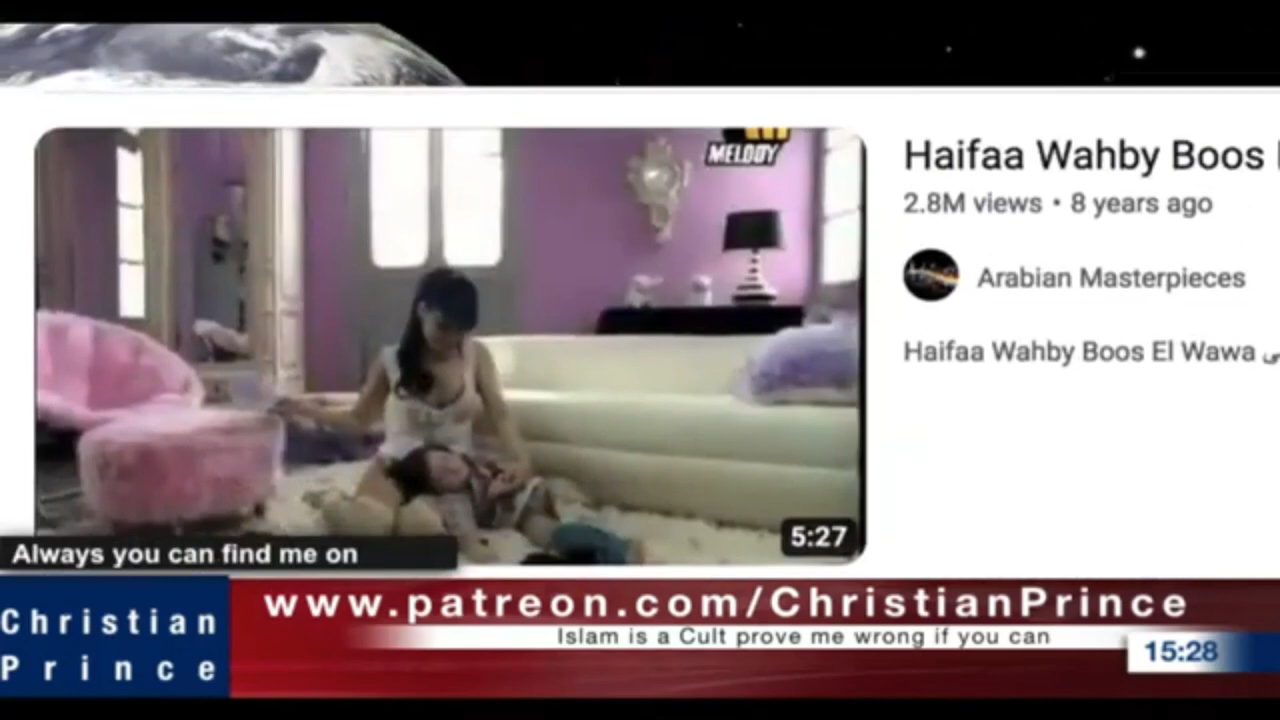 MELODY
Haifaa Wahby Boos
2.8M views • 8 years ago
Arabian Masterpieces
Haifaa Wahby Boos El Wawa
5:27
Always you can find me on
Christian
Prince
www.patreon.com/ChristianPrince
Islam is a Cult prove me wrong if you can
15:28